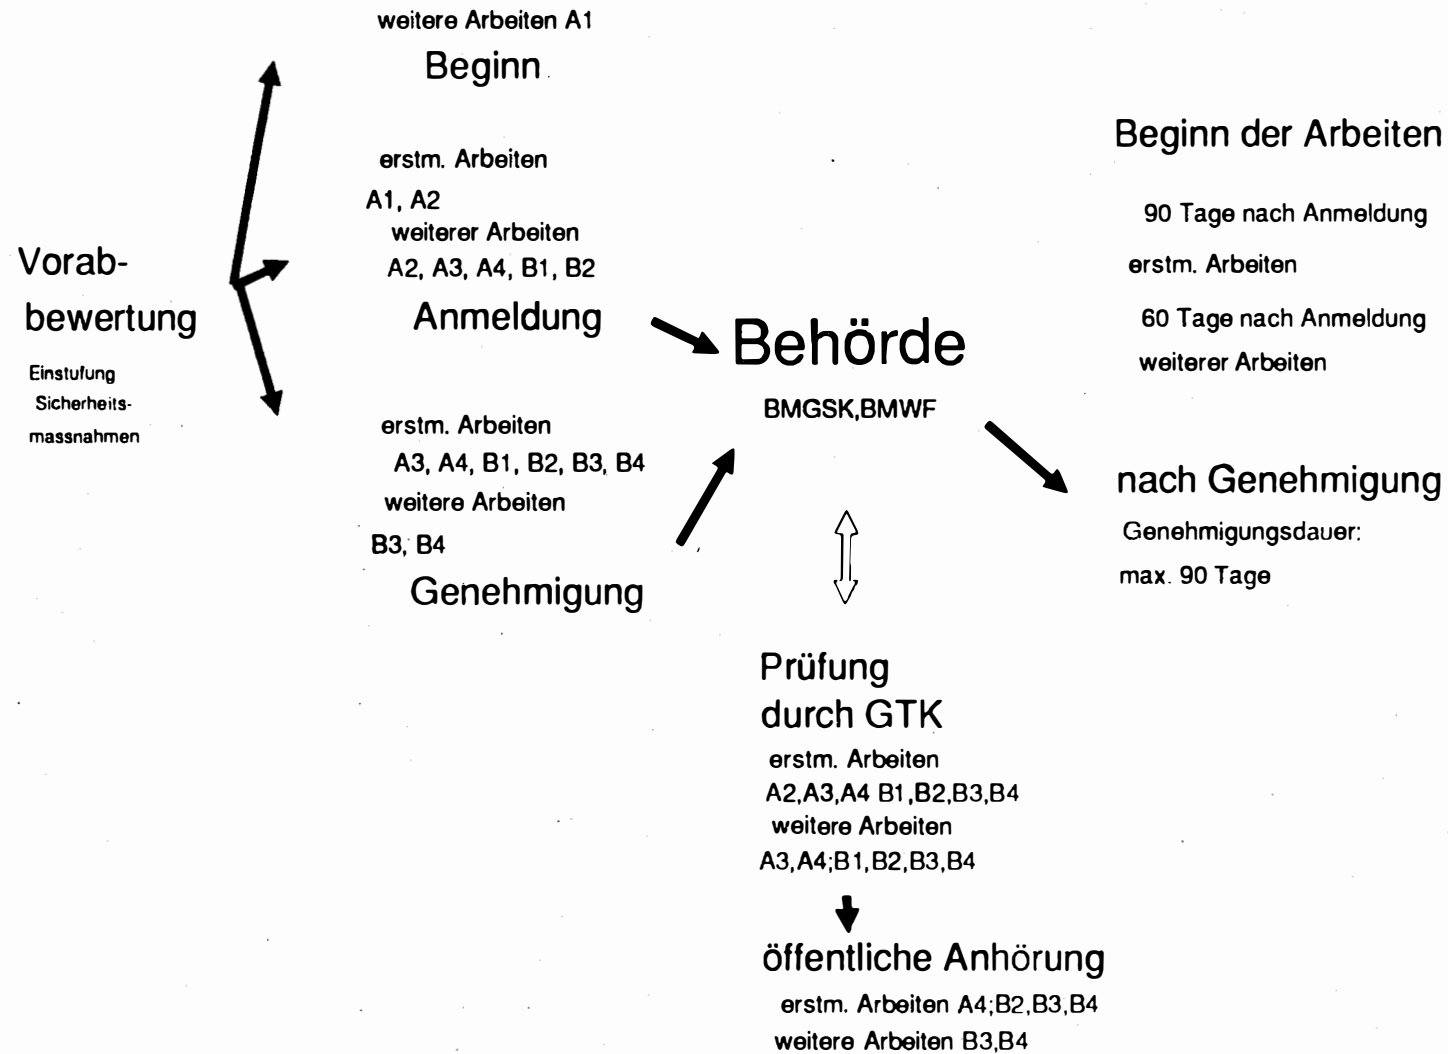 weitere Arbeiten A1
Beginn
erstm. Arbeiten
A1, A2
weiterer Arbeiten
A2, A3, A4, B1, B2
Anmeldung
Vorab-
bewertung
Einstufung
Sicherheits-
massnahmen
erstm. Arbeiten
A3, A4, B1, B2, B3, B4
weitere Arbeiten
B3, B4
Genehmigung
Behörde
BMGSK,BMWF
Prüfung
durch GTK
erstm. Arbeiten
A2,A3,A4 B1,B2,B3,B4
weitere Arbeiten
A3,A4;B1,B2,B3,B4
öffentliche Anhörung
erstm. Arbeiten A4;B2,B3,B4
weitere Arbeiten B3,B4
Beginn der Arbeiten
90 Tage nach Anmeldung
erstm. Arbeiten
60 Tage nach Anmeldung
weiterer Arbeiten
nach Genehmigung
Genehmigungsdauer:
max. 90 Tage